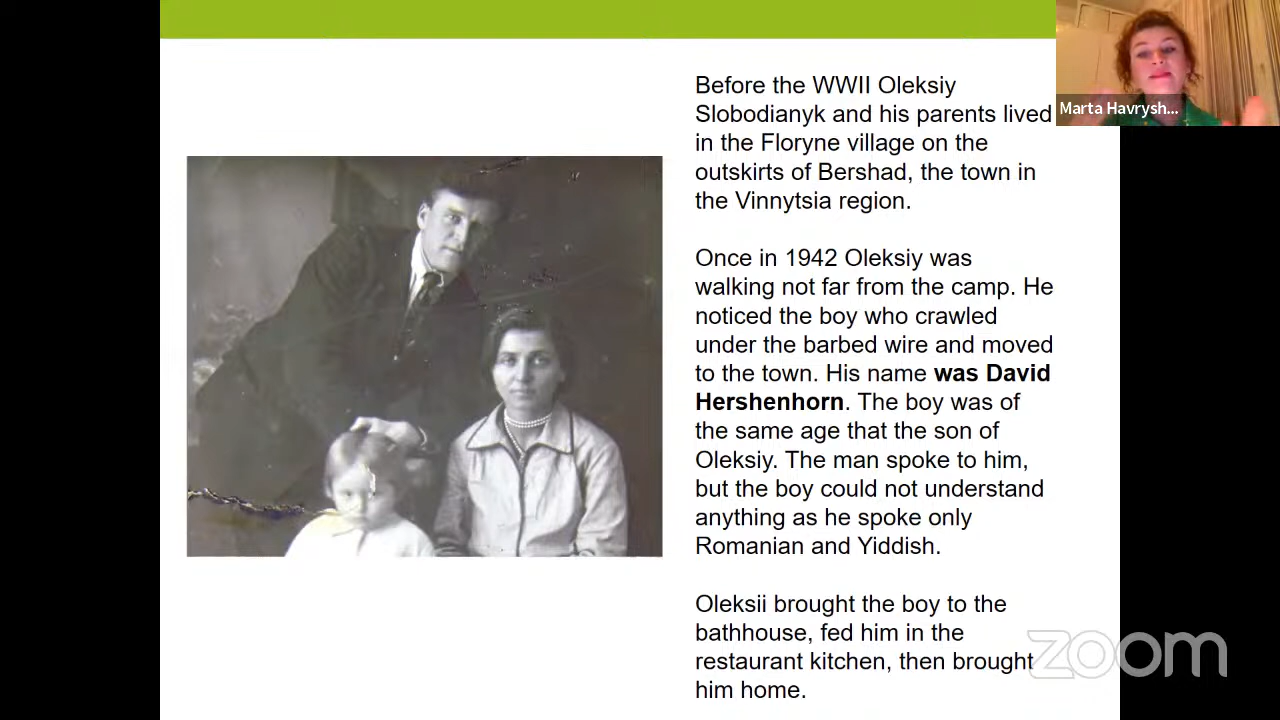 Before the WWII Oleksiy
Slobodianyk and his parents lived
in the Floryne village on the
outskirts of Bershad, the town in
the Vinnytsia region.
Once in 1942 Oleksiy was
walking not far from the camp. He
noticed the boy who crawled
under the barbed wire and moved
to the town. His name was David
Hershenhorn. The boy was of
the same age that the son of
Oleksiy. The man spoke to him,
but the boy could not understand
anything as he spoke only
Romanian and Yiddish.
Oleksii brought the boy to the
bathhouse, fed him in the
restaurant kitchen, then brought
him home.
Marta Havrysh...
zoom